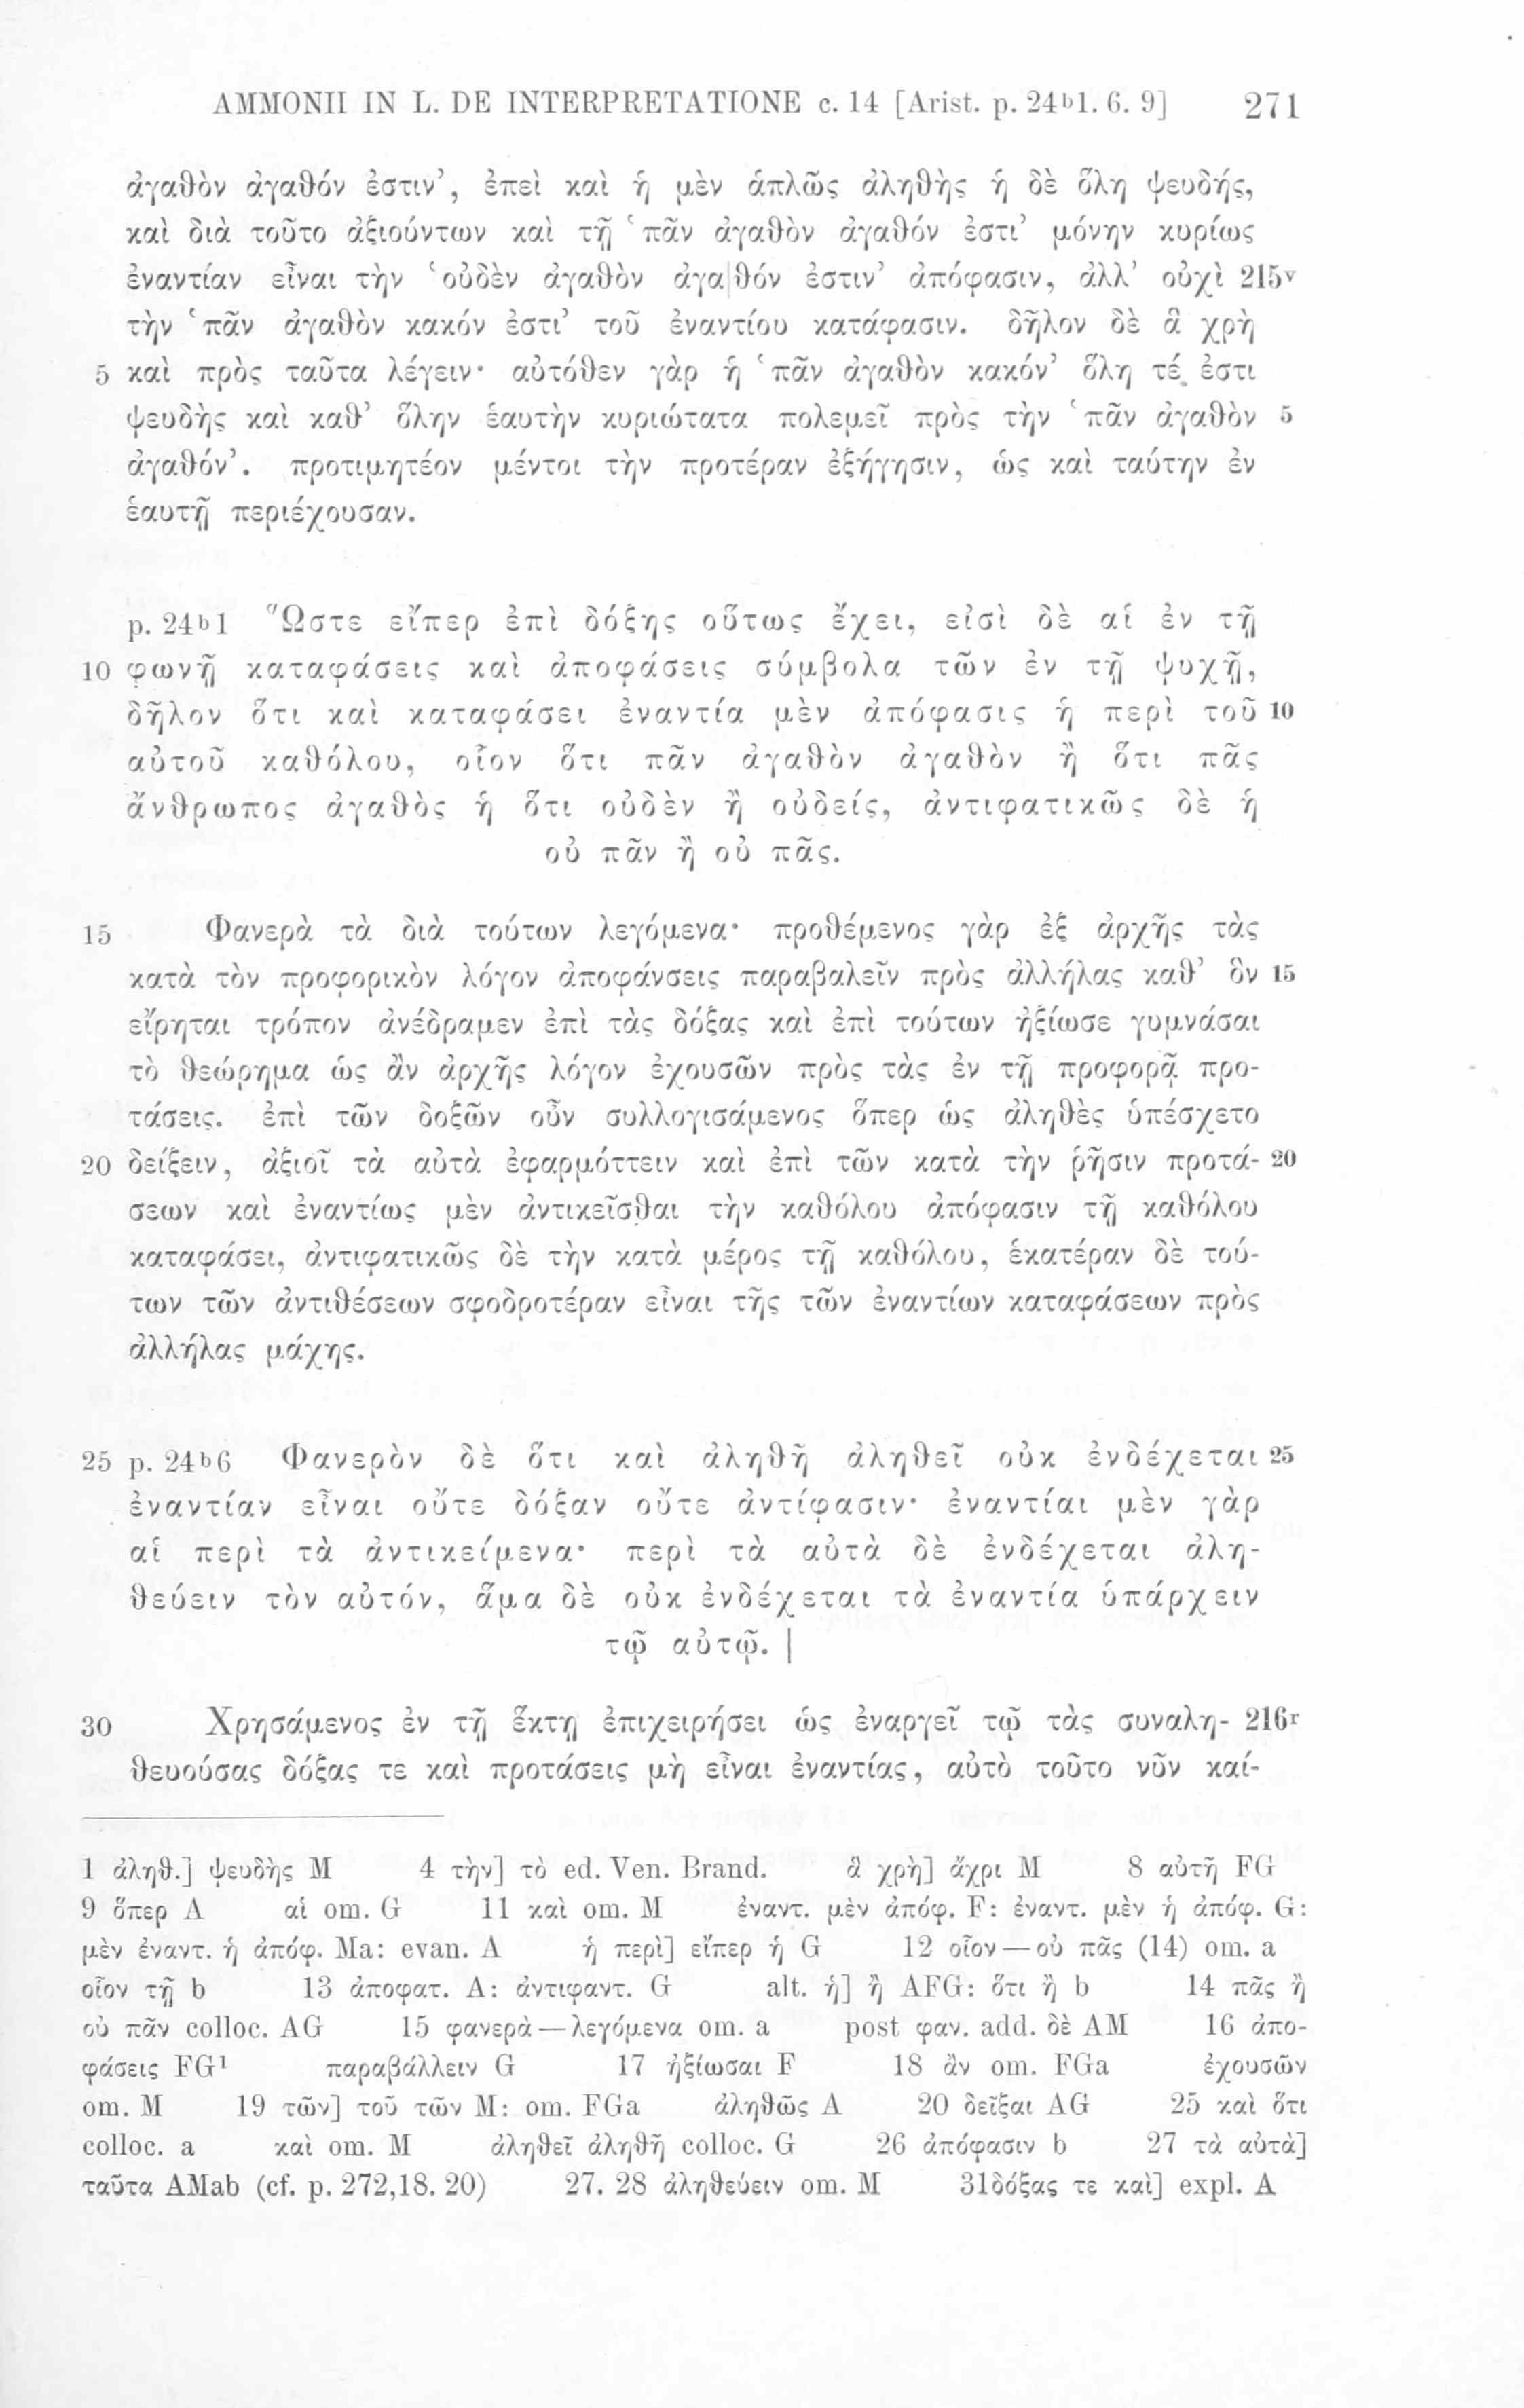 AMMONII IN L. DE INTERPRETATIONE c. 14 [Arist. p. 24ᵇ1. 6. 9] 271
ἀγαθὸν ἀγαθόν ἐστιν’, ἐπεὶ καὶ ἡ μὲν ἁπλῶς ἀληθὴς ἡ δὲ ὅλη ψευδής,
καὶ διὰ τοῦτο ἀξιούντων καὶ τῇ ‘πᾶν ἀγαθὸν ἀγαθόν ἐστι’ μόνην κυρίως
ἐναντίαν εἶναι τὴν ‘οὐδὲν ἀγαθὸν ἀγα|θόν ἐστιν’ ἀπόφασιν, ἀλλ’ οὐχὶ 215ᵛ
τὴν ‘πᾶν ἀγαθὸν κακόν ἐστι’ τοῦ ἐναντίου κατάφασιν. δῆλον δὲ ἃ χρὴ
5 καὶ πρὸς ταῦτα λέγειν· αὐτόθεν γὰρ ἡ ‘πᾶν ἀγαθὸν κακόν’ ὅλη τέ ἐστι
ψευδὴς καὶ καθ’ ὅλην ἑαυτὴν κυριώτατα πολεμεῖ πρὸς τὴν ‘πᾶν ἀγαθὸν 5
ἀγαθόν’. προτιμητέον μέντοι τὴν προτέραν ἐξήγησιν, ὡς καὶ ταύτην ἐν
ἑαυτῇ περιέχουσαν.
p. 24ᵇ1 Ὥστε εἴπερ ἐπὶ δόξης οὕτως ἔχει, εἰσὶ δὲ αἱ ἐν τῇ
10 φωνῇ καταφάσεις καὶ ἀποφάσεις σύμβολα τῶν ἐν τῇ ψυχῇ,
δῆλον ὅτι καὶ καταφάσει ἐναντία μὲν ἀπόφασις ἡ περὶ τοῦ 10
αὐτοῦ καθόλου, οἷον ὅτι πᾶν ἀγαθὸν ἀγαθὸν ἢ ὅτι πᾶς
ἄνθρωπος ἀγαθὸς ἡ ὅτι οὐδὲν ἢ οὐδείς, ἀντιφατικῶς δὲ ἡ
οὐ πᾶν ἢ οὐ πᾶς.
15 Φανερὰ τὰ διὰ τούτων λεγόμενα· προθέμενος γὰρ ἐξ ἀρχῆς τὰς
κατὰ τὸν προφορικὸν λόγον ἀποφάνσεις παραβαλεῖν πρὸς ἀλλήλας καθ’ ὃν 15
εἴρηται τρόπον ἀνέδραμεν ἐπὶ τὰς δόξας καὶ ἐπὶ τούτων ἠξίωσε γυμνάσαι
τὸ θεώρημα ὡς ἂν ἀρχῆς λόγον ἐχουσῶν πρὸς τὰς ἐν τῇ προφορᾷ προ-
τάσεις. ἐπὶ τῶν δοξῶν οὖν συλλογισάμενος ὅπερ ὡς ἀληθὲς ὑπέσχετο
20 δείξειν, ἀξιοῖ τὰ αὐτὰ ἐφαρμόττειν καὶ ἐπὶ τῶν κατὰ τὴν ῥῆσιν προτά- 20
σεων καὶ ἐναντίως μὲν ἀντικεῖσθαι τὴν καθόλου ἀπόφασιν τῇ καθόλου
καταφάσει, ἀντιφατικῶς δὲ τὴν κατὰ μέρος τῇ καθόλου, ἑκατέραν δὲ τού-
των τῶν ἀντιθέσεων σφοδροτέραν εἶναι τῆς τῶν ἐναντίων καταφάσεων πρὸς
ἀλλήλας μάχης.
25 p. 24ᵇ6 Φανερὸν δὲ ὅτι καὶ ἀληθῆ ἀληθεῖ οὐκ ἐνδέχεται 25
ἐναντίαν εἶναι οὔτε δόξαν οὔτε ἀντίφασιν· ἐναντίαι μὲν γὰρ
αἱ περὶ τὰ ἀντικείμενα· περὶ τὰ αὐτὰ δὲ ἐνδέχεται ἀλη-
θεύειν τὸν αὐτόν, ἅμα δὲ οὐκ ἐνδέχεται τὰ ἐναντία ὑπάρχειν
τῷ αὐτῷ. |
30 Χρησάμενος ἐν τῇ ἕκτῃ ἐπιχειρήσει ὡς ἐναργεῖ τῷ τὰς συναλη- 216ʳ
θευούσας δόξας τε καὶ προτάσεις μὴ εἶναι ἐναντίας, αὐτὸ τοῦτο νῦν καί-
1 ἀληθ.] ψευδὴς M 4 τὴν] τὸ ed. Ven. Brand. ἃ χρὴ] ἄχρι M 8 αὐτῆ FG
9 ὅπερ A αἱ om. G 11 καὶ om. M ἐναντ. μὲν ἀπόφ. F: ἐναντ. μὲν ἡ ἀπόφ. G:
μὲν ἐναντ. ἡ ἀπόφ. Ma: evan. A ἡ περὶ] εἴπερ ἡ G 12 οἷον — οὐ πᾶς (14) om. a
οἷον τῇ b 13 ἀποφατ. A: ἀντιφαντ. G alt. ἡ] ἢ AFG: ὅτι ἢ b 14 πᾶς ἢ
οὐ πᾶν colloc. AG 15 φανερὰ — λεγόμενα om. a post φαν. add. δὲ AM 16 ἀπο-
φάσεις FG¹ παραβάλλειν G 17 ἠξίωσαι F 18 ἂν om. FGa ἐχουσῶν
om. M 19 τῶν] τοῦ τῶν M: om. FGa ἀληθῶς A 20 δεῖξαι AG 25 καὶ ὅτι
colloc. a καὶ om. M ἀληθεῖ ἀληθῆ colloc. G 26 ἀπόφασιν b 27 τὰ αὐτὰ]
ταῦτα AMab (cf. p. 272,18. 20) 27. 28 ἀληθεύειν om. M 31δόξας τε καὶ] expl. A